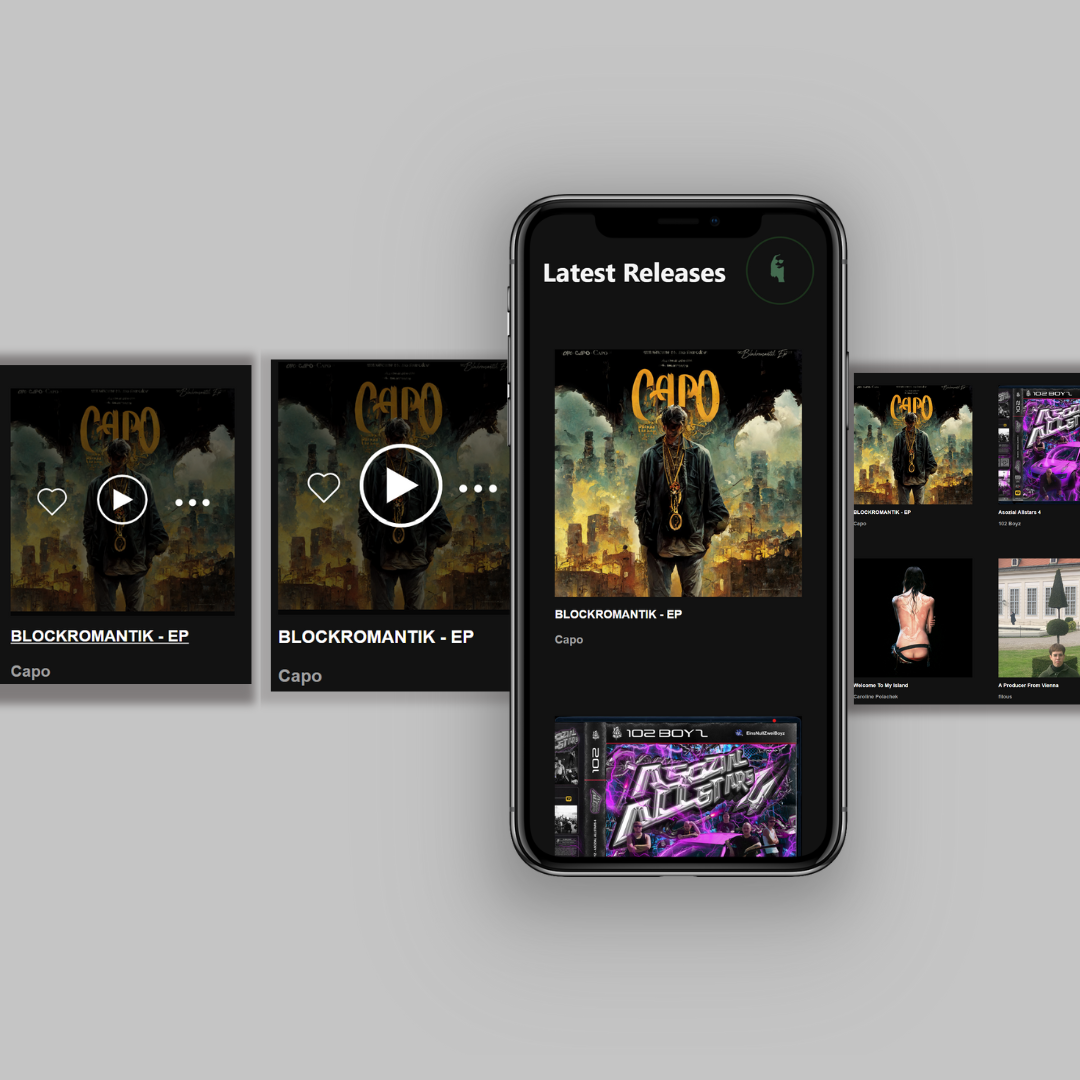 CAPO
BLOCKROMANTIK - EP
Capo
CAPO
BLOCKROMANTIK - EP
Capo
Latest Releases
CAPO
BLOCKROMANTIK - EP
Capo
102 BOYZ
EinsNullZweiBoyz
102
ASOZIAL
ALLSTARS
4
CAPO
BLOCKROMANTIK - EP
Capo
102 BOYZ
Asozial Allstars 4
102 Boyz
Welcome To My Island
Caroline Polachek
A Producer From Vienna
filous